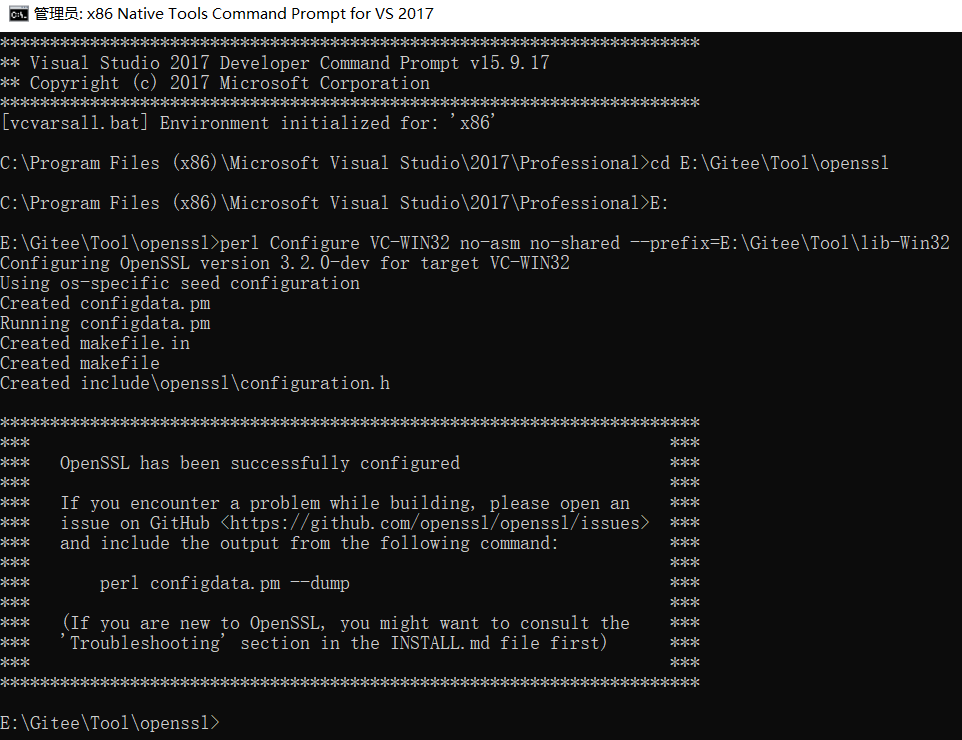 管理员: x86 Native Tools Command Prompt for VS 2017
**********************************************************************
** Visual Studio 2017 Developer Command Prompt v15.9.17
** Copyright (c) 2017 Microsoft Corporation
**********************************************************************
[vcvarsall.bat] Environment initialized for: 'x86'
C:\Program Files (x86)\Microsoft Visual Studio\2017\Professional>cd E:\Gitee\Tool\openssl
C:\Program Files (x86)\Microsoft Visual Studio\2017\Professional>E:
E:\Gitee\Tool\openssl>perl Configure VC-WIN32 no-asm no-shared --prefix=E:\Gitee\Tool\lib-Win32
Configuring OpenSSL version 3.2.0-dev for target VC-WIN32
Using os-specific seed configuration
Created configdata.pm
Running configdata.pm
Created makefile.in
Created makefile
Created include\openssl\configuration.h
**********************************************************************
***                                                                ***
***   OpenSSL has been successfully configured                     ***
***                                                                ***
***   If you encounter a problem while building, please open an    ***
***   issue on GitHub <https://github.com/openssl/openssl/issues>  ***
***   and include the output from the following command:           ***
***                                                                ***
***       perl configdata.pm --dump                                ***
***                                                                ***
***   (If you are new to OpenSSL, you might want to consult the    ***
***   'Troubleshooting' section in the INSTALL.md file first)      ***
***                                                                ***
**********************************************************************
E:\Gitee\Tool\openssl>